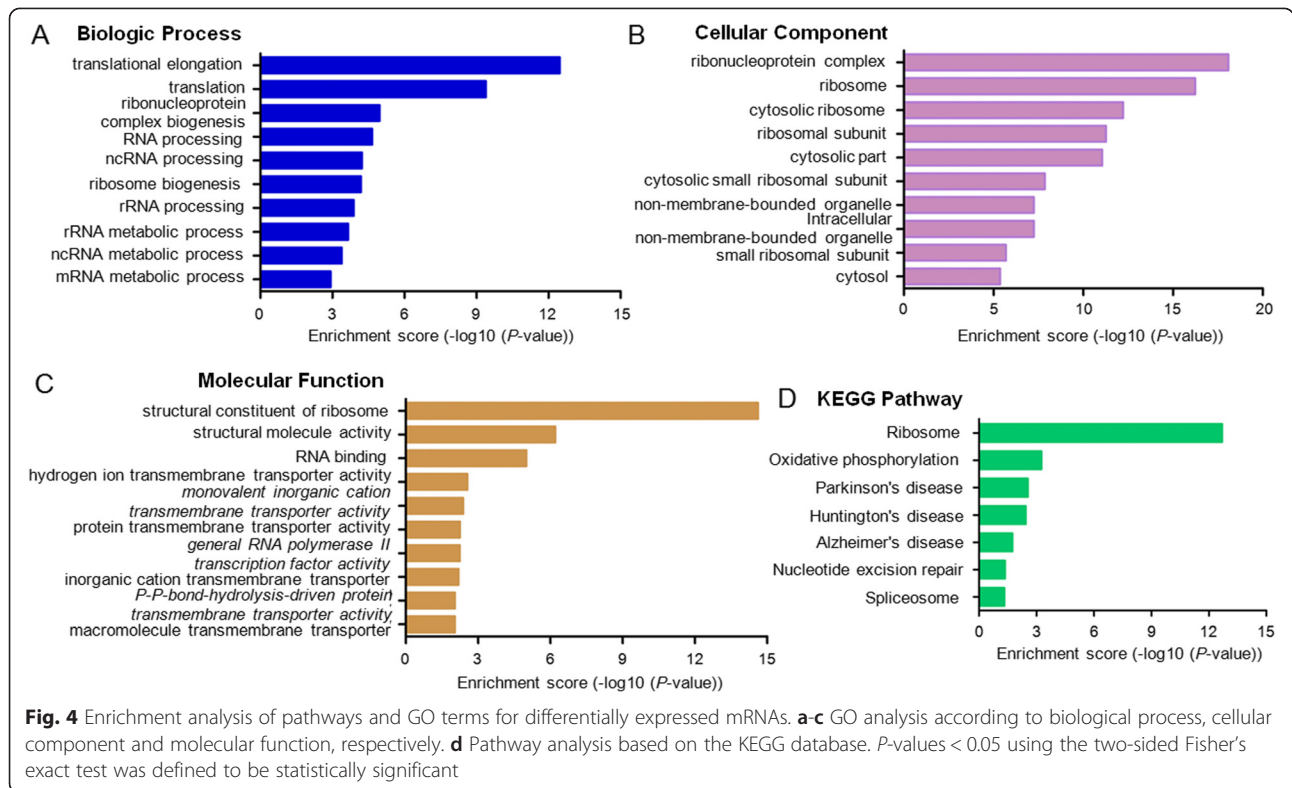 A
Biologic Process
translational elongation
translation
ribonucleoprotein
complex biogenesis
RNA processing
ncRNA processing
ribosome biogenesis
rRNA processing
rRNA metabolic process
ncRNA metabolic process
mRNA metabolic process
0 3 6 9 12 15
Enrichment score (-log10 (P-value))
B
Cellular Component
ribonucleoprotein complex
ribosome
cytosolic ribosome
ribosomal subunit
cytosolic part
cytosolic small ribosomal subunit
non-membrane-bounded organelle
Intracellular
non-membrane-bounded organelle
small ribosomal subunit
cytosol
0 5 10 15 20
Enrichment score (-log10 (P-value))
C
Molecular Function
structural constituent of ribosome
structural molecule activity
RNA binding
hydrogen ion transmembrane transporter activity
monovalent inorganic cation
transmembrane transporter activity
protein transmembrane transporter activity
general RNA polymerase II
transcription factor activity
inorganic cation transmembrane transporter
P-P-bond-hydrolysis-driven protein
transmembrane transporter activity
macromolecule transmembrane transporter
0 3 6 9 12 15
Enrichment score (-log10 (P-value))
D
KEGG Pathway
Ribosome
Oxidative phosphorylation
Parkinson's disease
Huntington's disease
Alzheimer's disease
Nucleotide excision repair
Spliceosome
0 3 6 9 12 15
Enrichment score (-log10 (P-value))
Fig. 4 Enrichment analysis of pathways and GO terms for differentially expressed mRNAs. a-c GO analysis according to biological process, cellular
component and molecular function, respectively. d Pathway analysis based on the KEGG database. P-values < 0.05 using the two-sided Fisher's
exact test was defined to be statistically significant